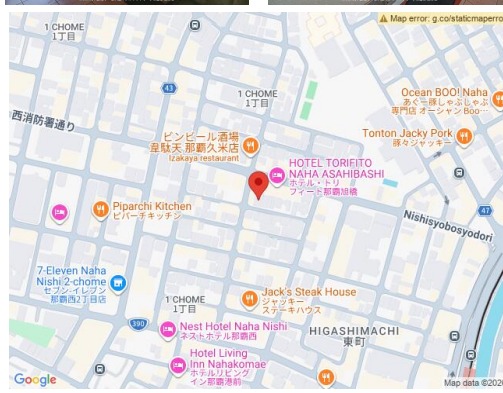 Map error: g.co/staticmaperro
1 CHOME
1丁目
43
1 CHOME
1丁目
Ocean BOO! Naha
あぐー豚しゃぶしゃぶ
専門店 オーシャン Boo…
西消防署通り
ビンビール酒場
韋駄天.那覇久米店
Izakaya restaurant
Tonton Jacky Pork
豚々ジャッキー
HOTEL TORIFITO
NAHA ASAHIBASHI
ホテル・トリ
フィート那覇旭橋
Piparchi Kitchen
ピパーチキッチン
47
Nishisyobosyodori
7-Eleven Naha
Nishi 2-chome
セブン-イレブン
那覇西2丁目店
1 CHOME
1丁目
Jack's Steak House
ジャッキー
ステーキハウス
390
Nest Hotel Naha Nishi
ネストホテル那覇西
HIGASHIMACHI
東町
Hotel Living
Inn Nahakomae
ホテルリビング
イン那覇港前
Google
Map data ©2026